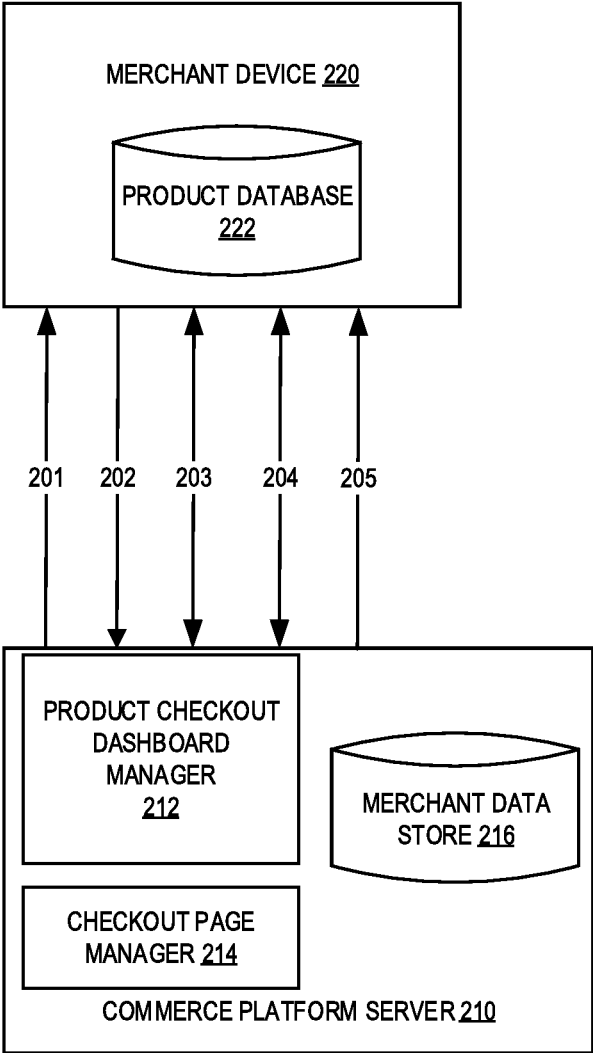 MERCHANT DEVICE 220
PRODUCT DATABASE
222
201 202 203 204 205
PRODUCT CHECKOUT
DASHBOARD
MANAGER
212
MERCHANT DATA
STORE 216
CHECKOUT PAGE
MANAGER 214
COMMERCE PLATFORM SERVER 210